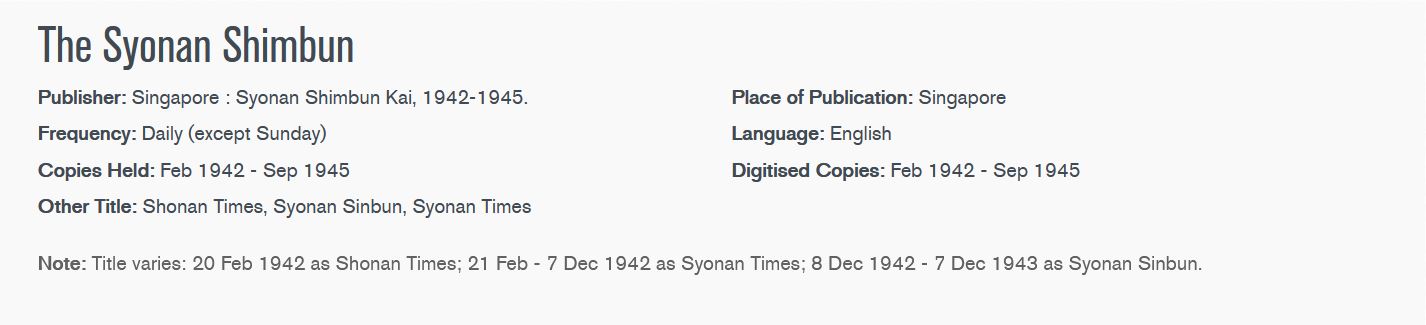 The Syonan Shimbun
Publisher: Singapore : Syonan Shimbun Kai, 1942-1945.
Place of Publication: Singapore
Frequency: Daily (except Sunday)
Language: English
Copies Held: Feb 1942 - Sep 1945
Digitised Copies: Feb 1942 - Sep 1945
Other Title: Shonan Times, Syonan Sinbun, Syonan Times
Note: Title varies: 20 Feb 1942 as Shonan Times; 21 Feb - 7 Dec 1942 as Syonan Times; 8 Dec 1942 - 7 Dec 1943 as Syonan Sinbun.